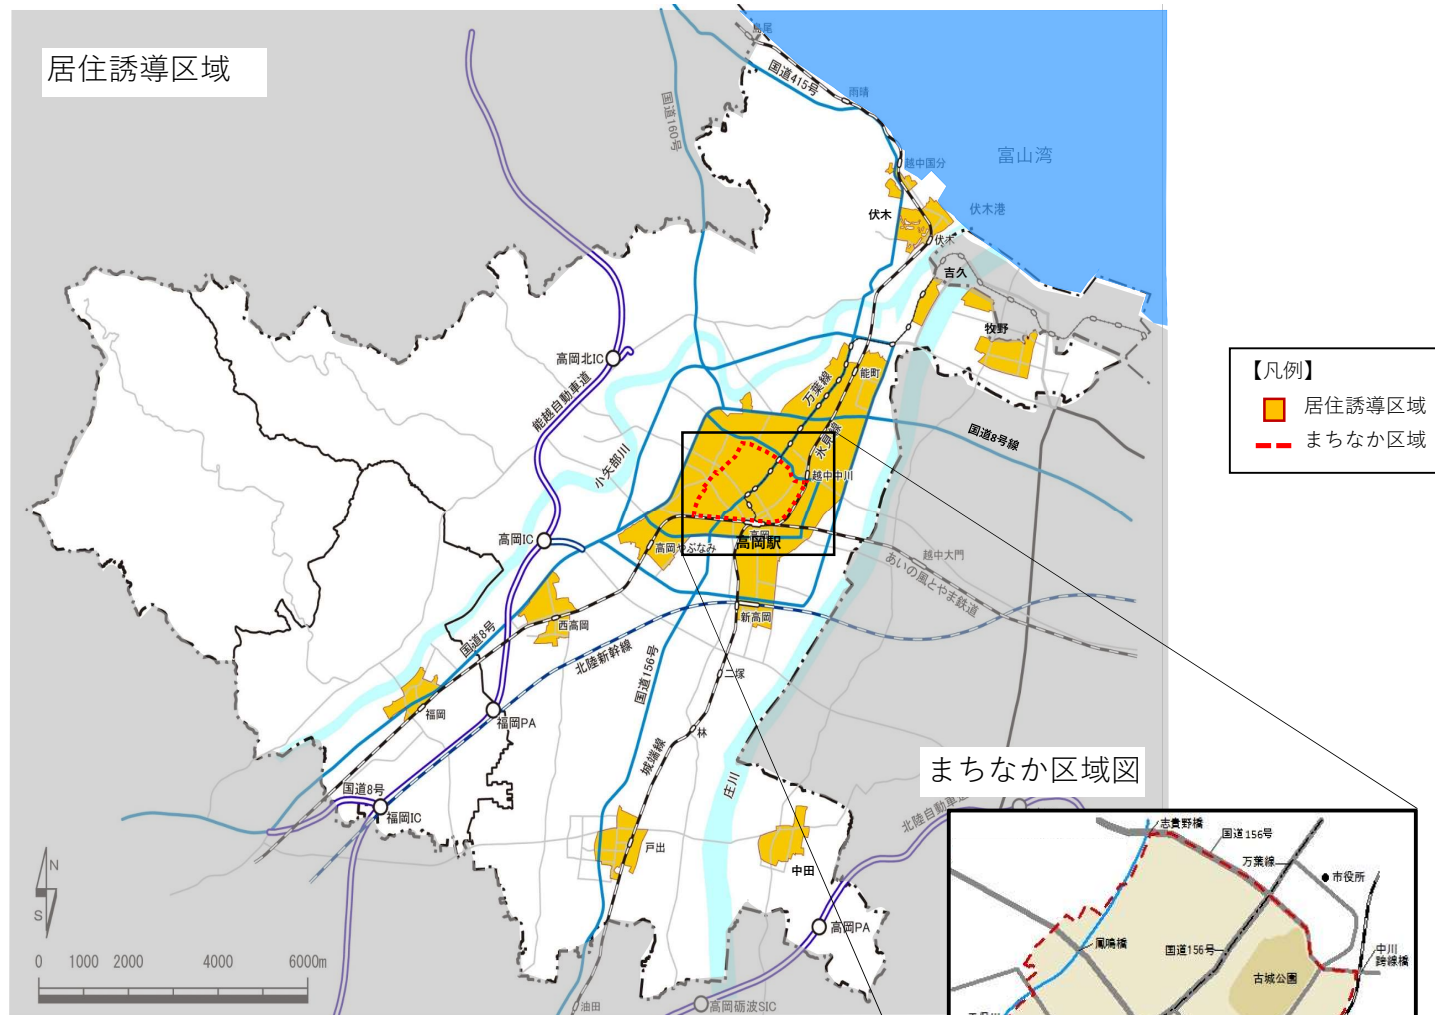 居住誘導区域
島尾
国道415号
雨晴
国道160号
富山湾
越中国分
伏木
伏木港
伏木
吉久
牧野
高岡北IC
能越自動車道
万葉線
能町
氷見線
国道8号線
小矢部川
越中中川
【凡例】
居住誘導区域
まちなか区域
高岡IC
高岡やぶなみ
高岡
高岡駅
越中大門
あいの風とやま鉄道
西高岡
新高岡
国道8号
北陸新幹線
国道156号
二塚
福岡
福岡PA
林
城端線
庄川
国道8号
福岡IC
戸出
中田
北陸自動車
高岡PA
高岡砺波SIC
油田
N
S
0 1000 2000 4000 6000m
まちなか区域図
志貴野橋
国道156号
万葉線
市役所
鳳鳴橋
国道156号
古城公園
中川
跨線橋